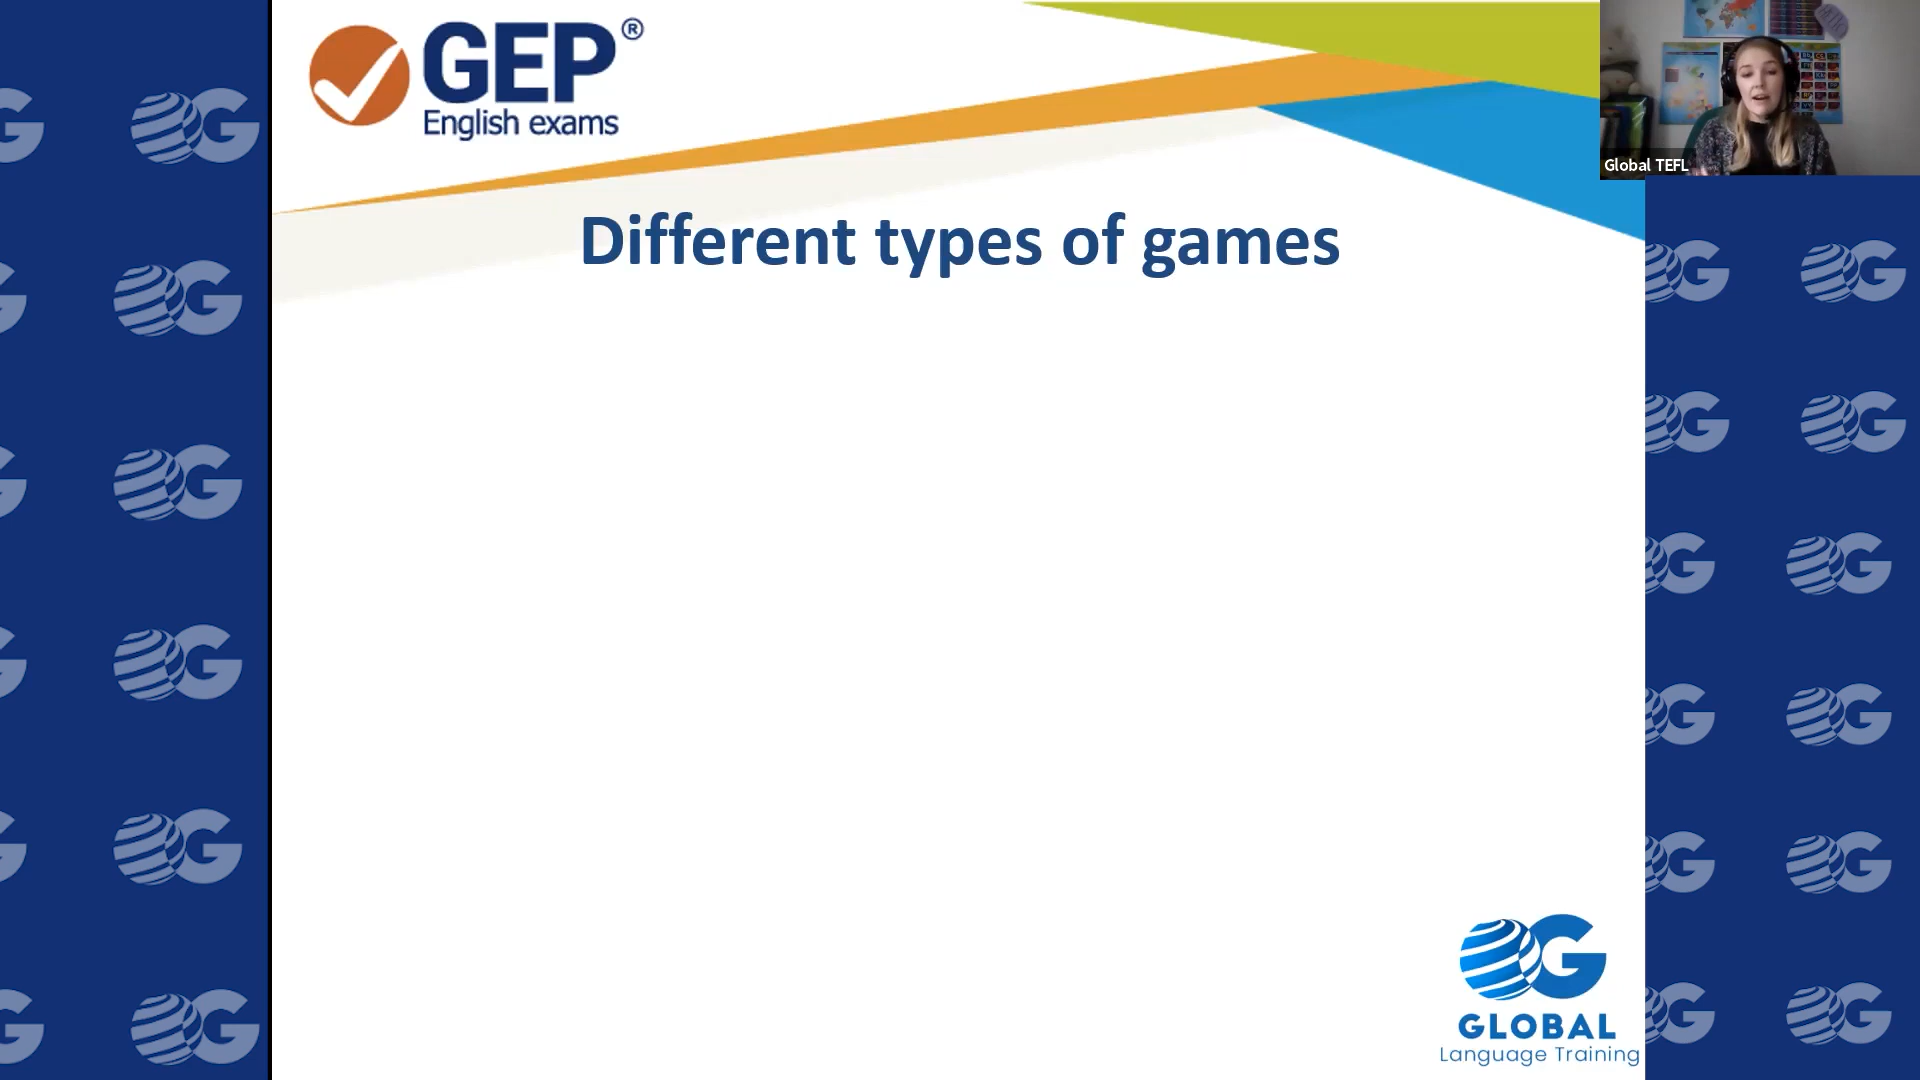 GEP®
English exams
Global TEFL
Different types of games
GLOBAL
Language Training